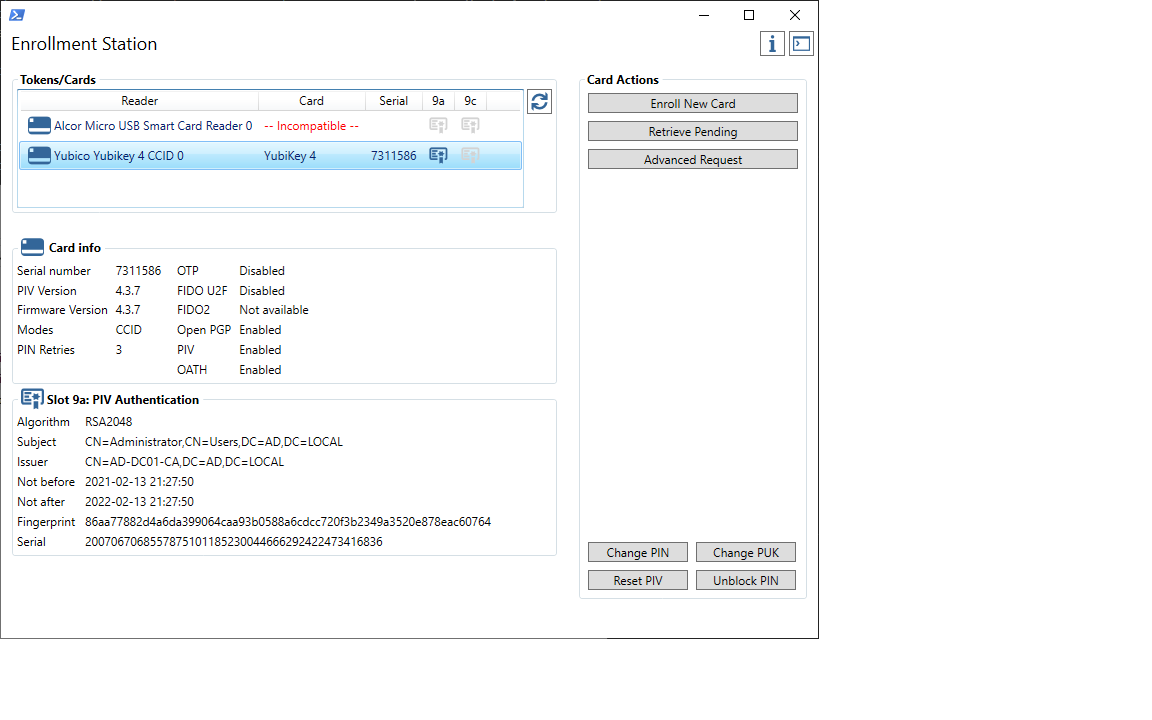 Enrollment Station
Tokens/Cards
Reader Card Serial 9a 9c
Alcor Micro USB Smart Card Reader 0 -- Incompatible --
Yubico Yubikey 4 CCID 0 YubiKey 4 7311586
Card info
Serial number 7311586 OTP Disabled
PIV Version 4.3.7 FIDO U2F Disabled
Firmware Version 4.3.7 FIDO2 Not available
Modes CCID Open PGP Enabled
PIN Retries 3 PIV Enabled
OATH Enabled
Slot 9a: PIV Authentication
Algorithm RSA2048
Subject CN=Administrator,CN=Users,DC=AD,DC=LOCAL
Issuer CN=AD-DC01-CA,DC=AD,DC=LOCAL
Not before 2021-02-13 21:27:50
Not after 2022-02-13 21:27:50
Fingerprint 86aa77882d4a6da399064caa93b0588a6cdcc720f3b2349a3520e878eac60764
Serial 2007067068557875101185230044666292422473416836
Card Actions
Enroll New Card
Retrieve Pending
Advanced Request
Change PIN Change PUK
Reset PIV Unblock PIN